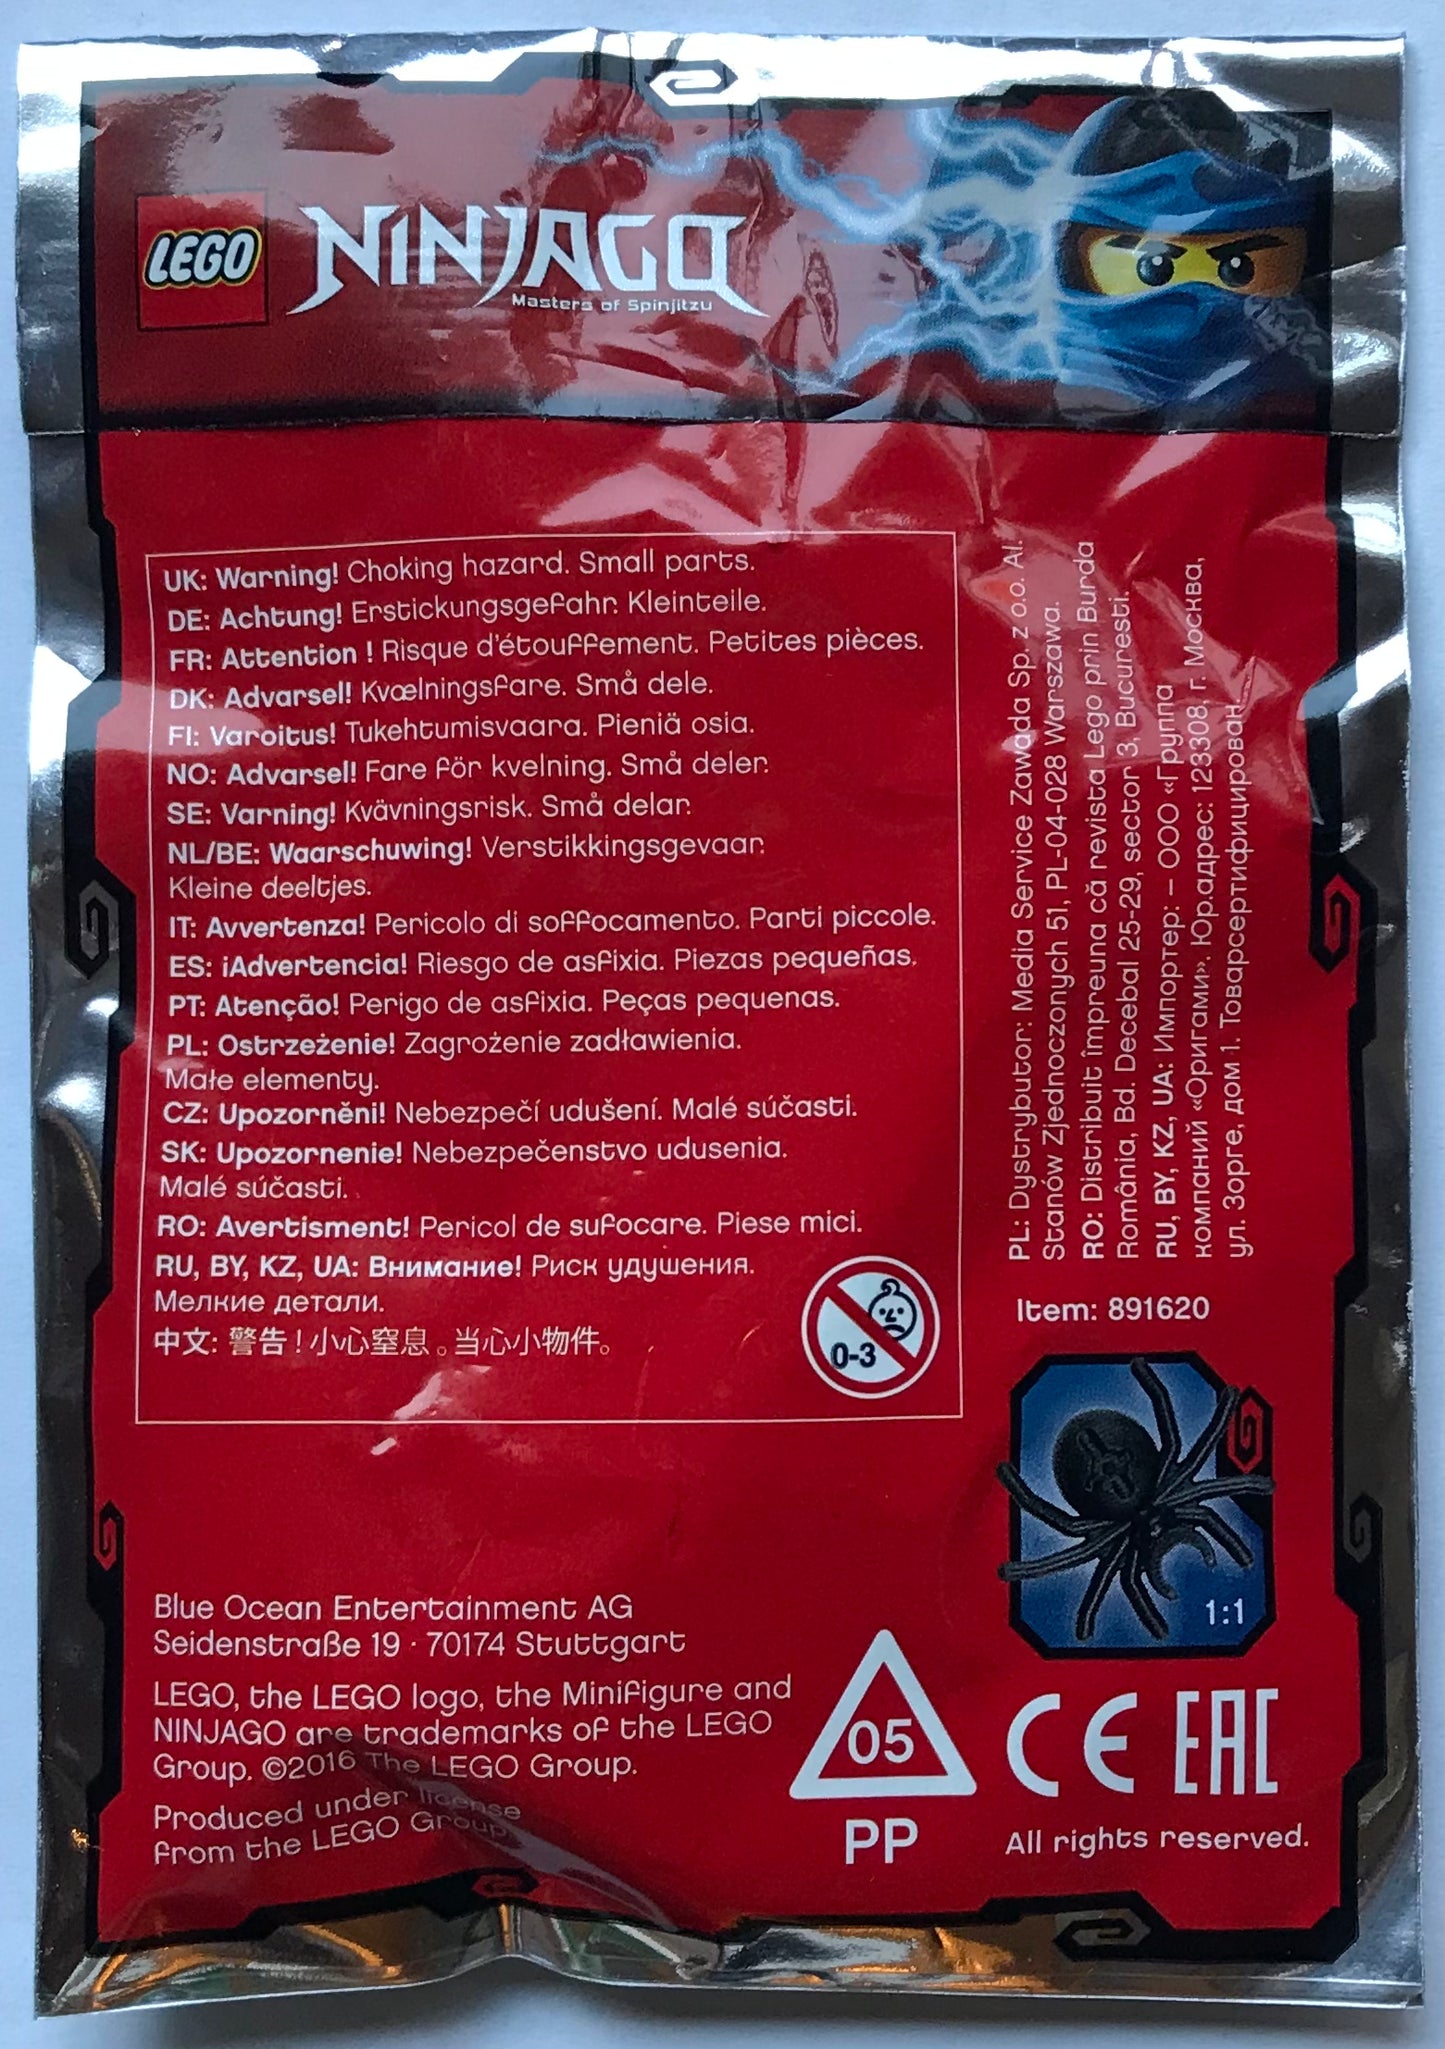 LEGO
NINJAGO
Masters of Spinjitzu
UK: Warning! Choking hazard. Small parts.
DE: Achtung! Erstickungsgefahr. Kleinteile.
FR: Attention ! Risque d'étouffement. Petites pièces.
DK: Advarsel! Kvælningsfare. Små dele.
FI: Varoitus! Tukehtumisvaara. Pieniä osia.
NO: Advarsel! Fare för kvelning. Små deler.
SE: Varning! Kvävningsrisk. Små delar.
NL/BE: Waarschuwing! Verstikkingsgevaar.
Kleine deeltjes.
IT: Avvertenza! Pericolo di soffocamento. Parti piccole.
ES: ¡Advertencia! Riesgo de asfixia. Piezas pequeñas.
PT: Atenção! Perigo de asfixia. Peças pequenas.
PL: Ostrzeżenie! Zagrożenie zadławienia.
Małe elementy.
CZ: Upozorněni! Nebezpečí udušení. Malé súčasti.
SK: Upozornenie! Nebezpečenstvo udusenia.
Malé súčasti.
RO: Avertisment! Pericol de sufocare. Piese mici.
RU, BY, KZ, UA: Внимание! Риск удушения.
Мелкие детали.
中文: 警告！小心窒息。当心小物件。
0-3
PL: Dystrybutor: Media Service Zawada Sp. z o.o. Al.
Stanów Zjednoczonych 51, PL-04-028 Warszawa.
RO: Distribuit împreuna că revista Lego prin Burda
România, Bd. Decebal 25-29, sector 3, Bucuresti.
RU, BY, KZ, UA: Импортер: – ООО «Группа
компаний «Оригами». Юр.адрес: 123308, г. Москва,
ул. Зорге, дом 1. Товарсертифицирован.
Item: 891620
1:1
Blue Ocean Entertainment AG
Seidenstraße 19 · 70174 Stuttgart
LEGO, the LEGO logo, the Minifigure and
NINJAGO are trademarks of the LEGO
Group. ©2016 The LEGO Group.
Produced under license
from the LEGO Group
05
PP
CE EAC
All rights reserved.